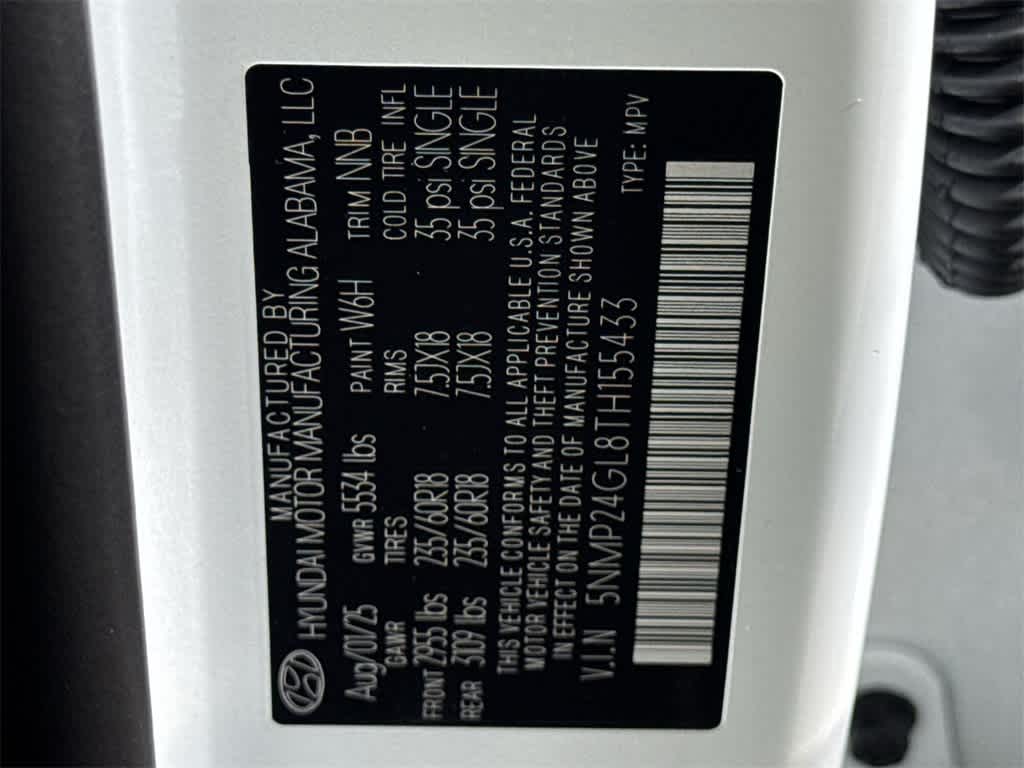 MANUFACTURED BY
HYUNDAI MOTOR MANUFACTURING ALABAMA, LLC
Aug/01/25 GVWR 5534 lbs PAINT W6H TRIM NNB
GAWR TIRES RIMS COLD TIRE INFL
FRONT 2955 lbs 235/60R18 7.5JX18 35 psi SINGLE
REAR 3109 lbs 235/60R18 7.5JX18 35 psi SINGLE
THIS VEHICLE CONFORMS TO ALL APPLICABLE U.S.A. FEDERAL
MOTOR VEHICLE SAFETY AND THEFT PREVENTION STANDARDS
IN EFFECT ON THE DATE OF MANUFACTURE SHOWN ABOVE
V.I.N 5NMP24GL8TH155433
TYPE: MPV